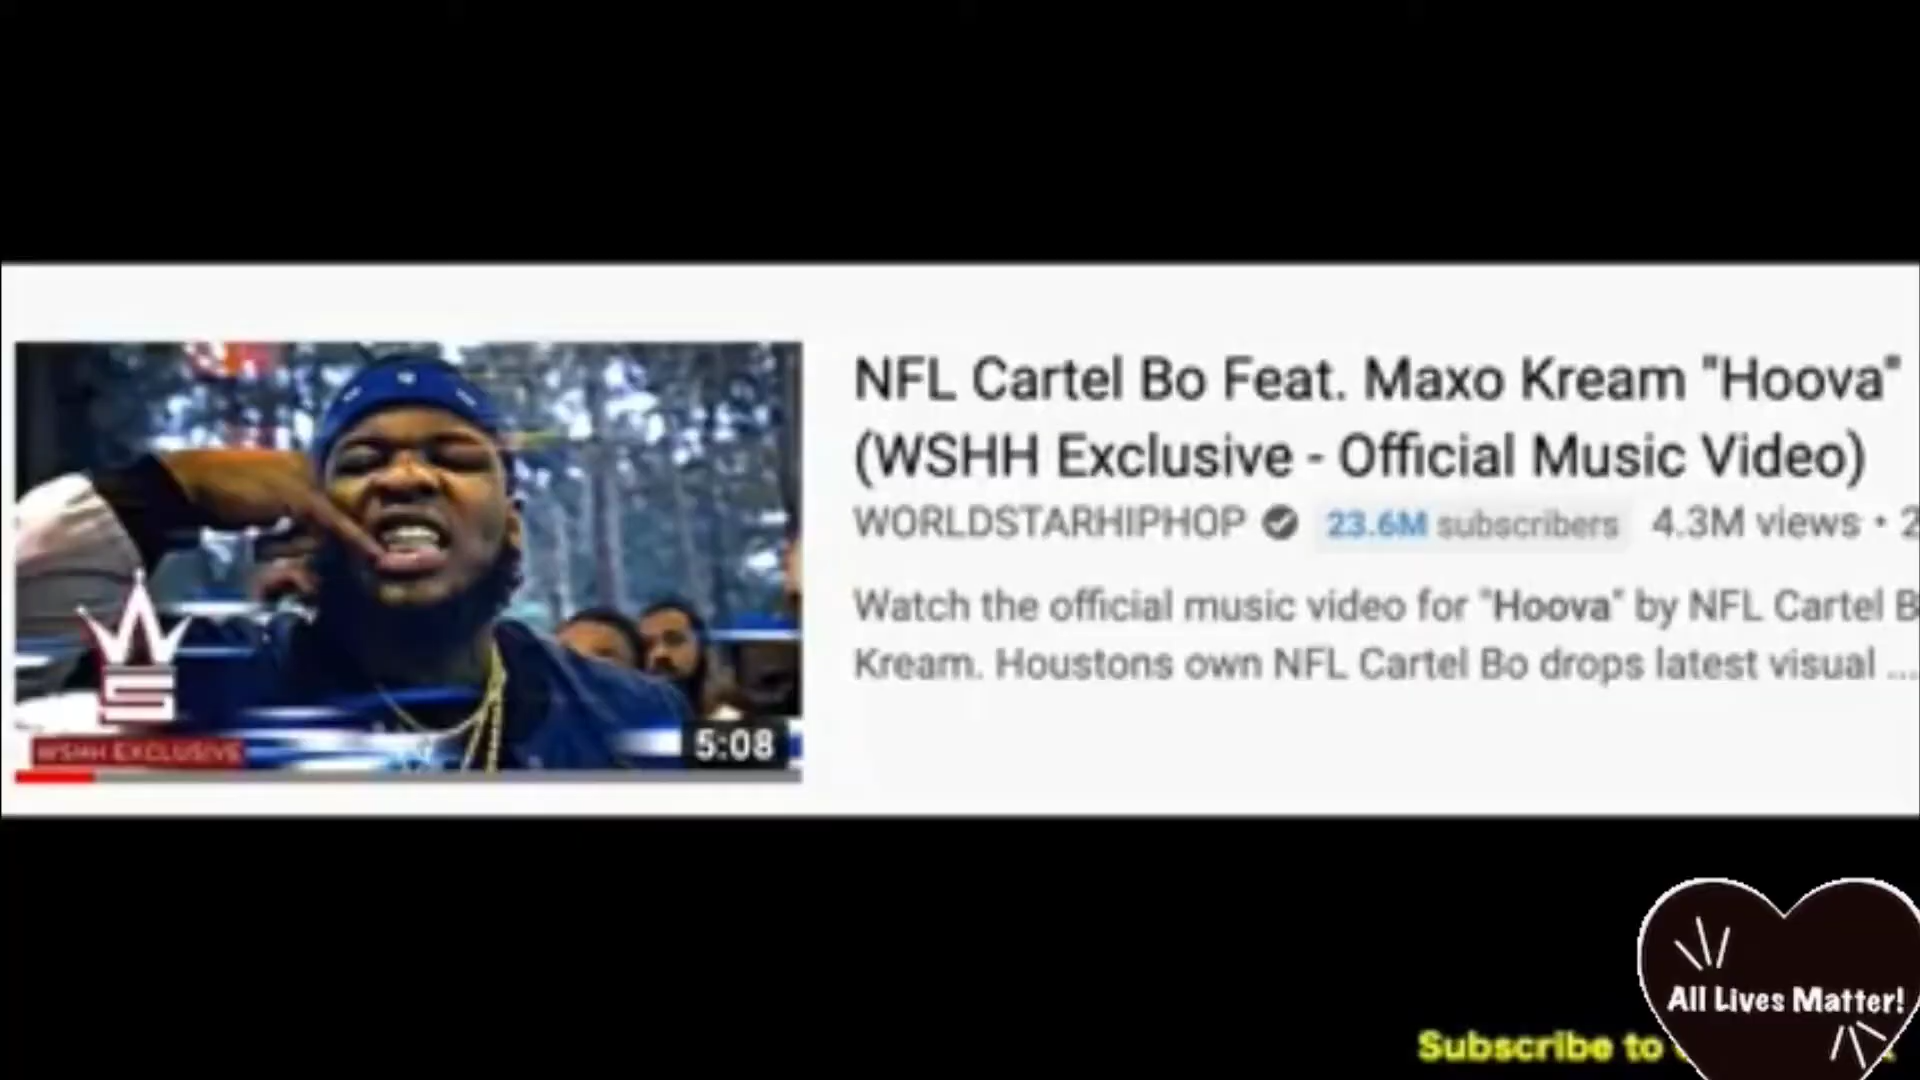 NFL Cartel Bo Feat. Maxo Kream "Hoova"
(WSHH Exclusive - Official Music Video)
WORLDSTARHIPHOP 23.6M subscribers 4.3M views • 2
Watch the official music video for "Hoova" by NFL Cartel B
Kream. Houstons own NFL Cartel Bo drops latest visual ...
WS
WSHH EXCLUSIVE
5:08
All Lives Matter!
Subscribe to